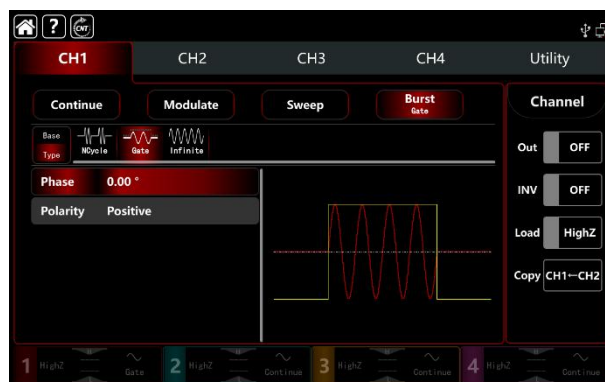 ? CNT
CH1 CH2 CH3 CH4 Utility
Continue Modulate Sweep Burst Gate Channel
Base Type NCycle Gate Infinite
Out OFF
Phase 0.00 °
INV OFF
Polarity Positive
Load HighZ
Copy CH1←CH2
1 HighZ Gate 2 HighZ Continue 3 HighZ Continue 4 HighZ Continue